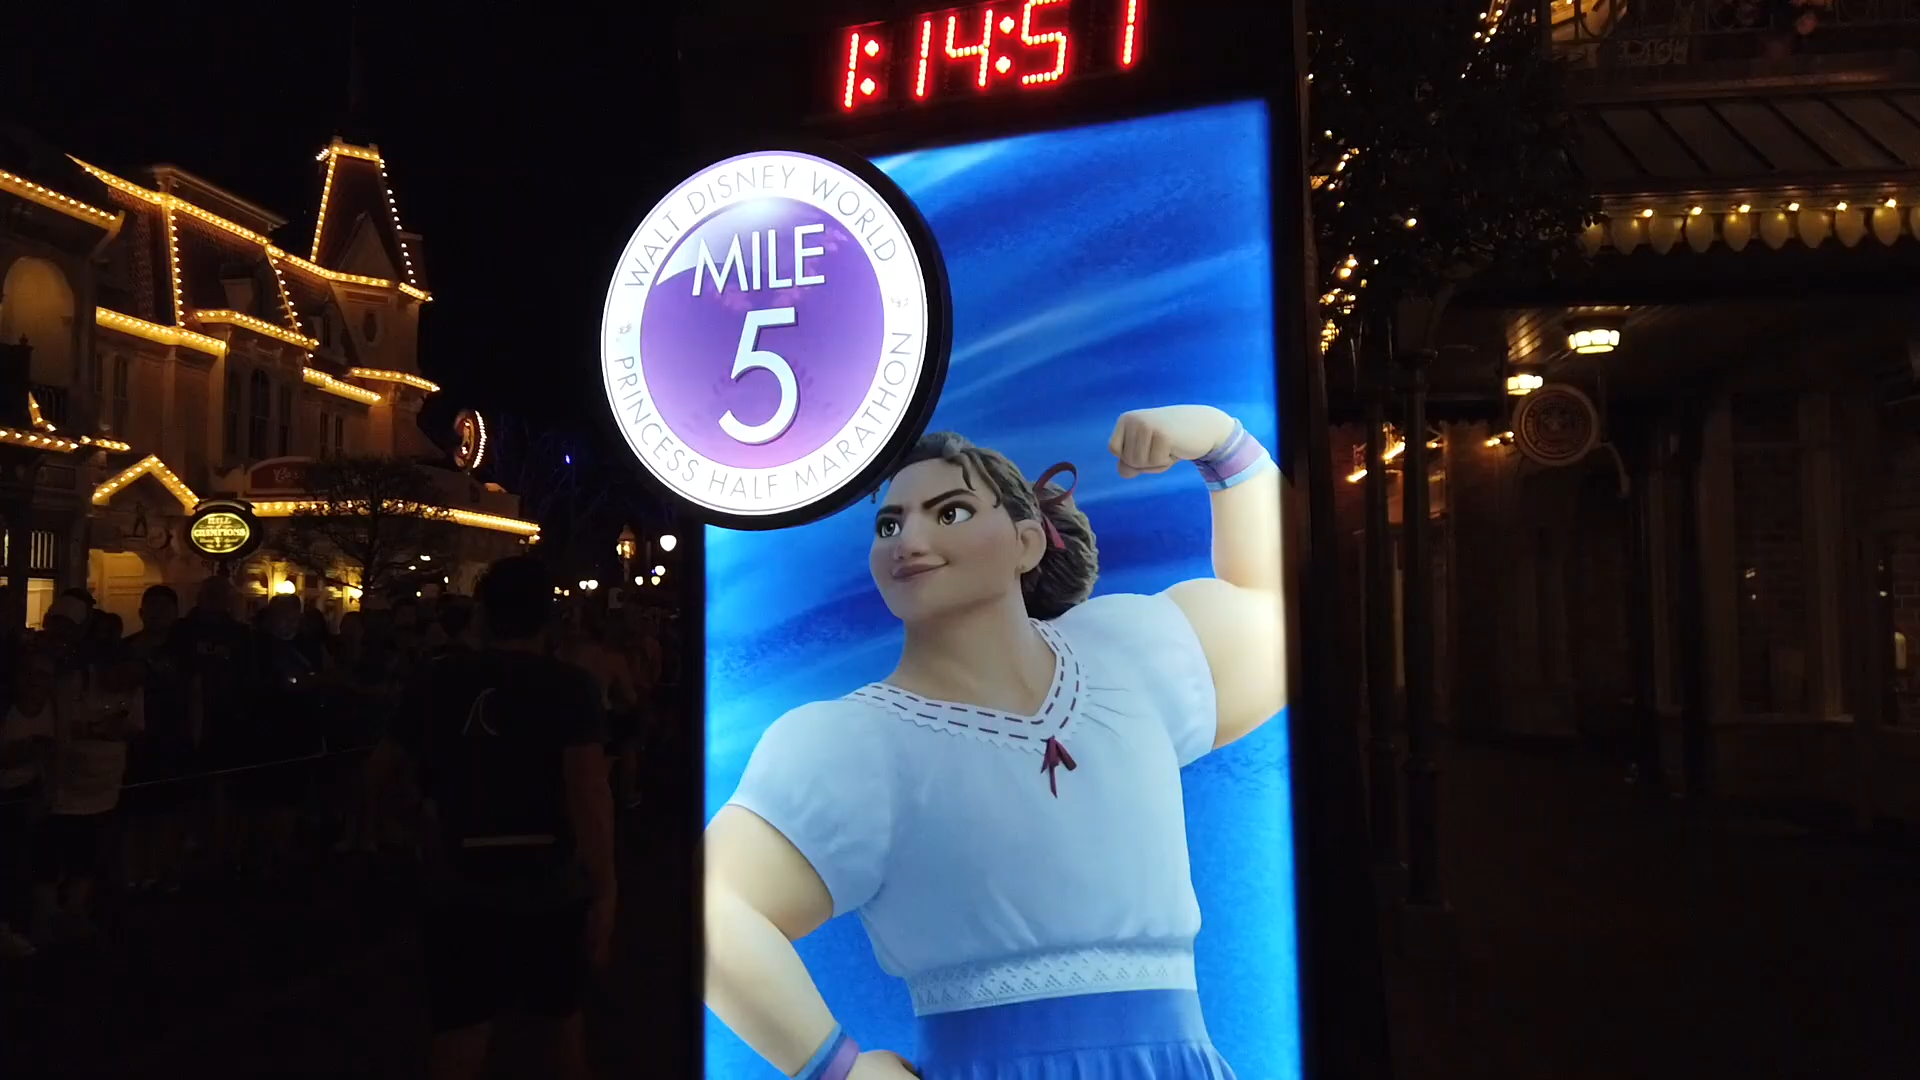 1:14:51
WALT DISNEY WORLD
MILE
5
PRINCESS HALF MARATHON